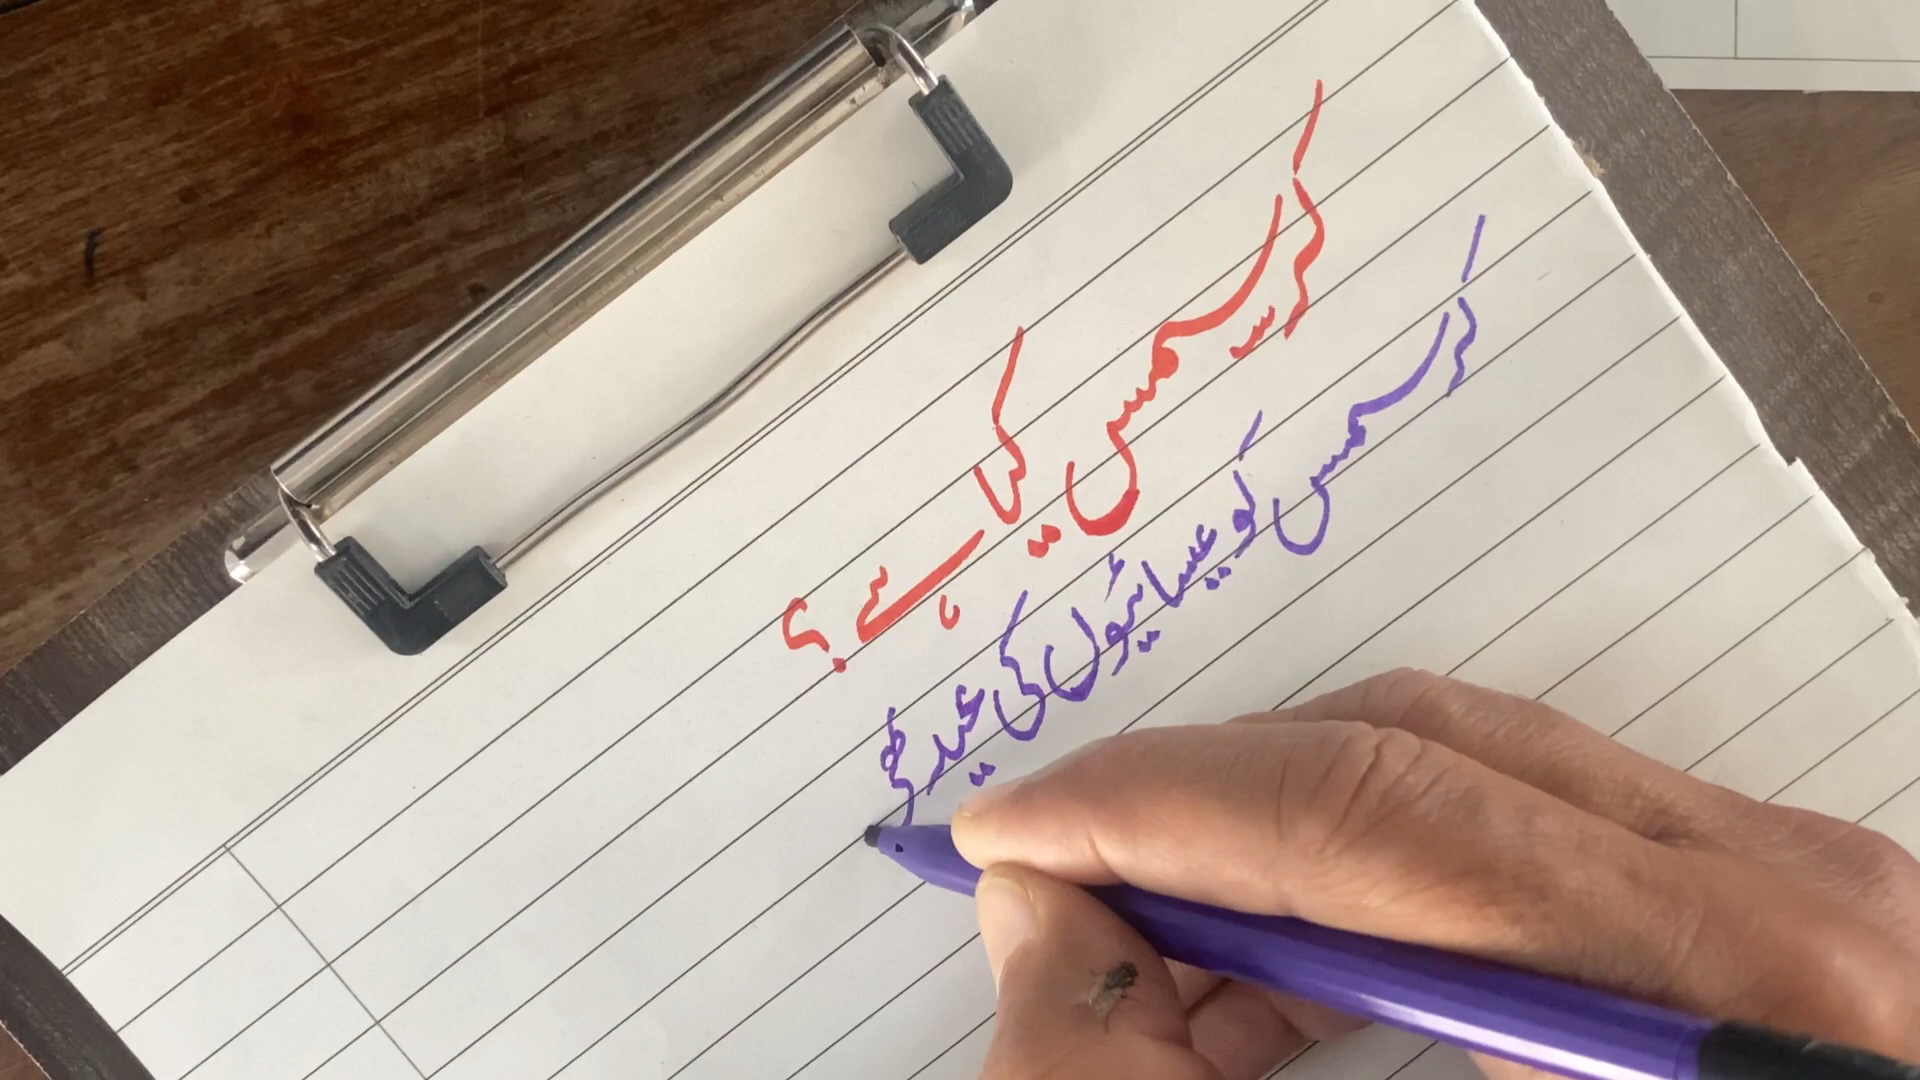 کرسمس کیا ہے؟
کرسمس کو عیسائیوں کی عید